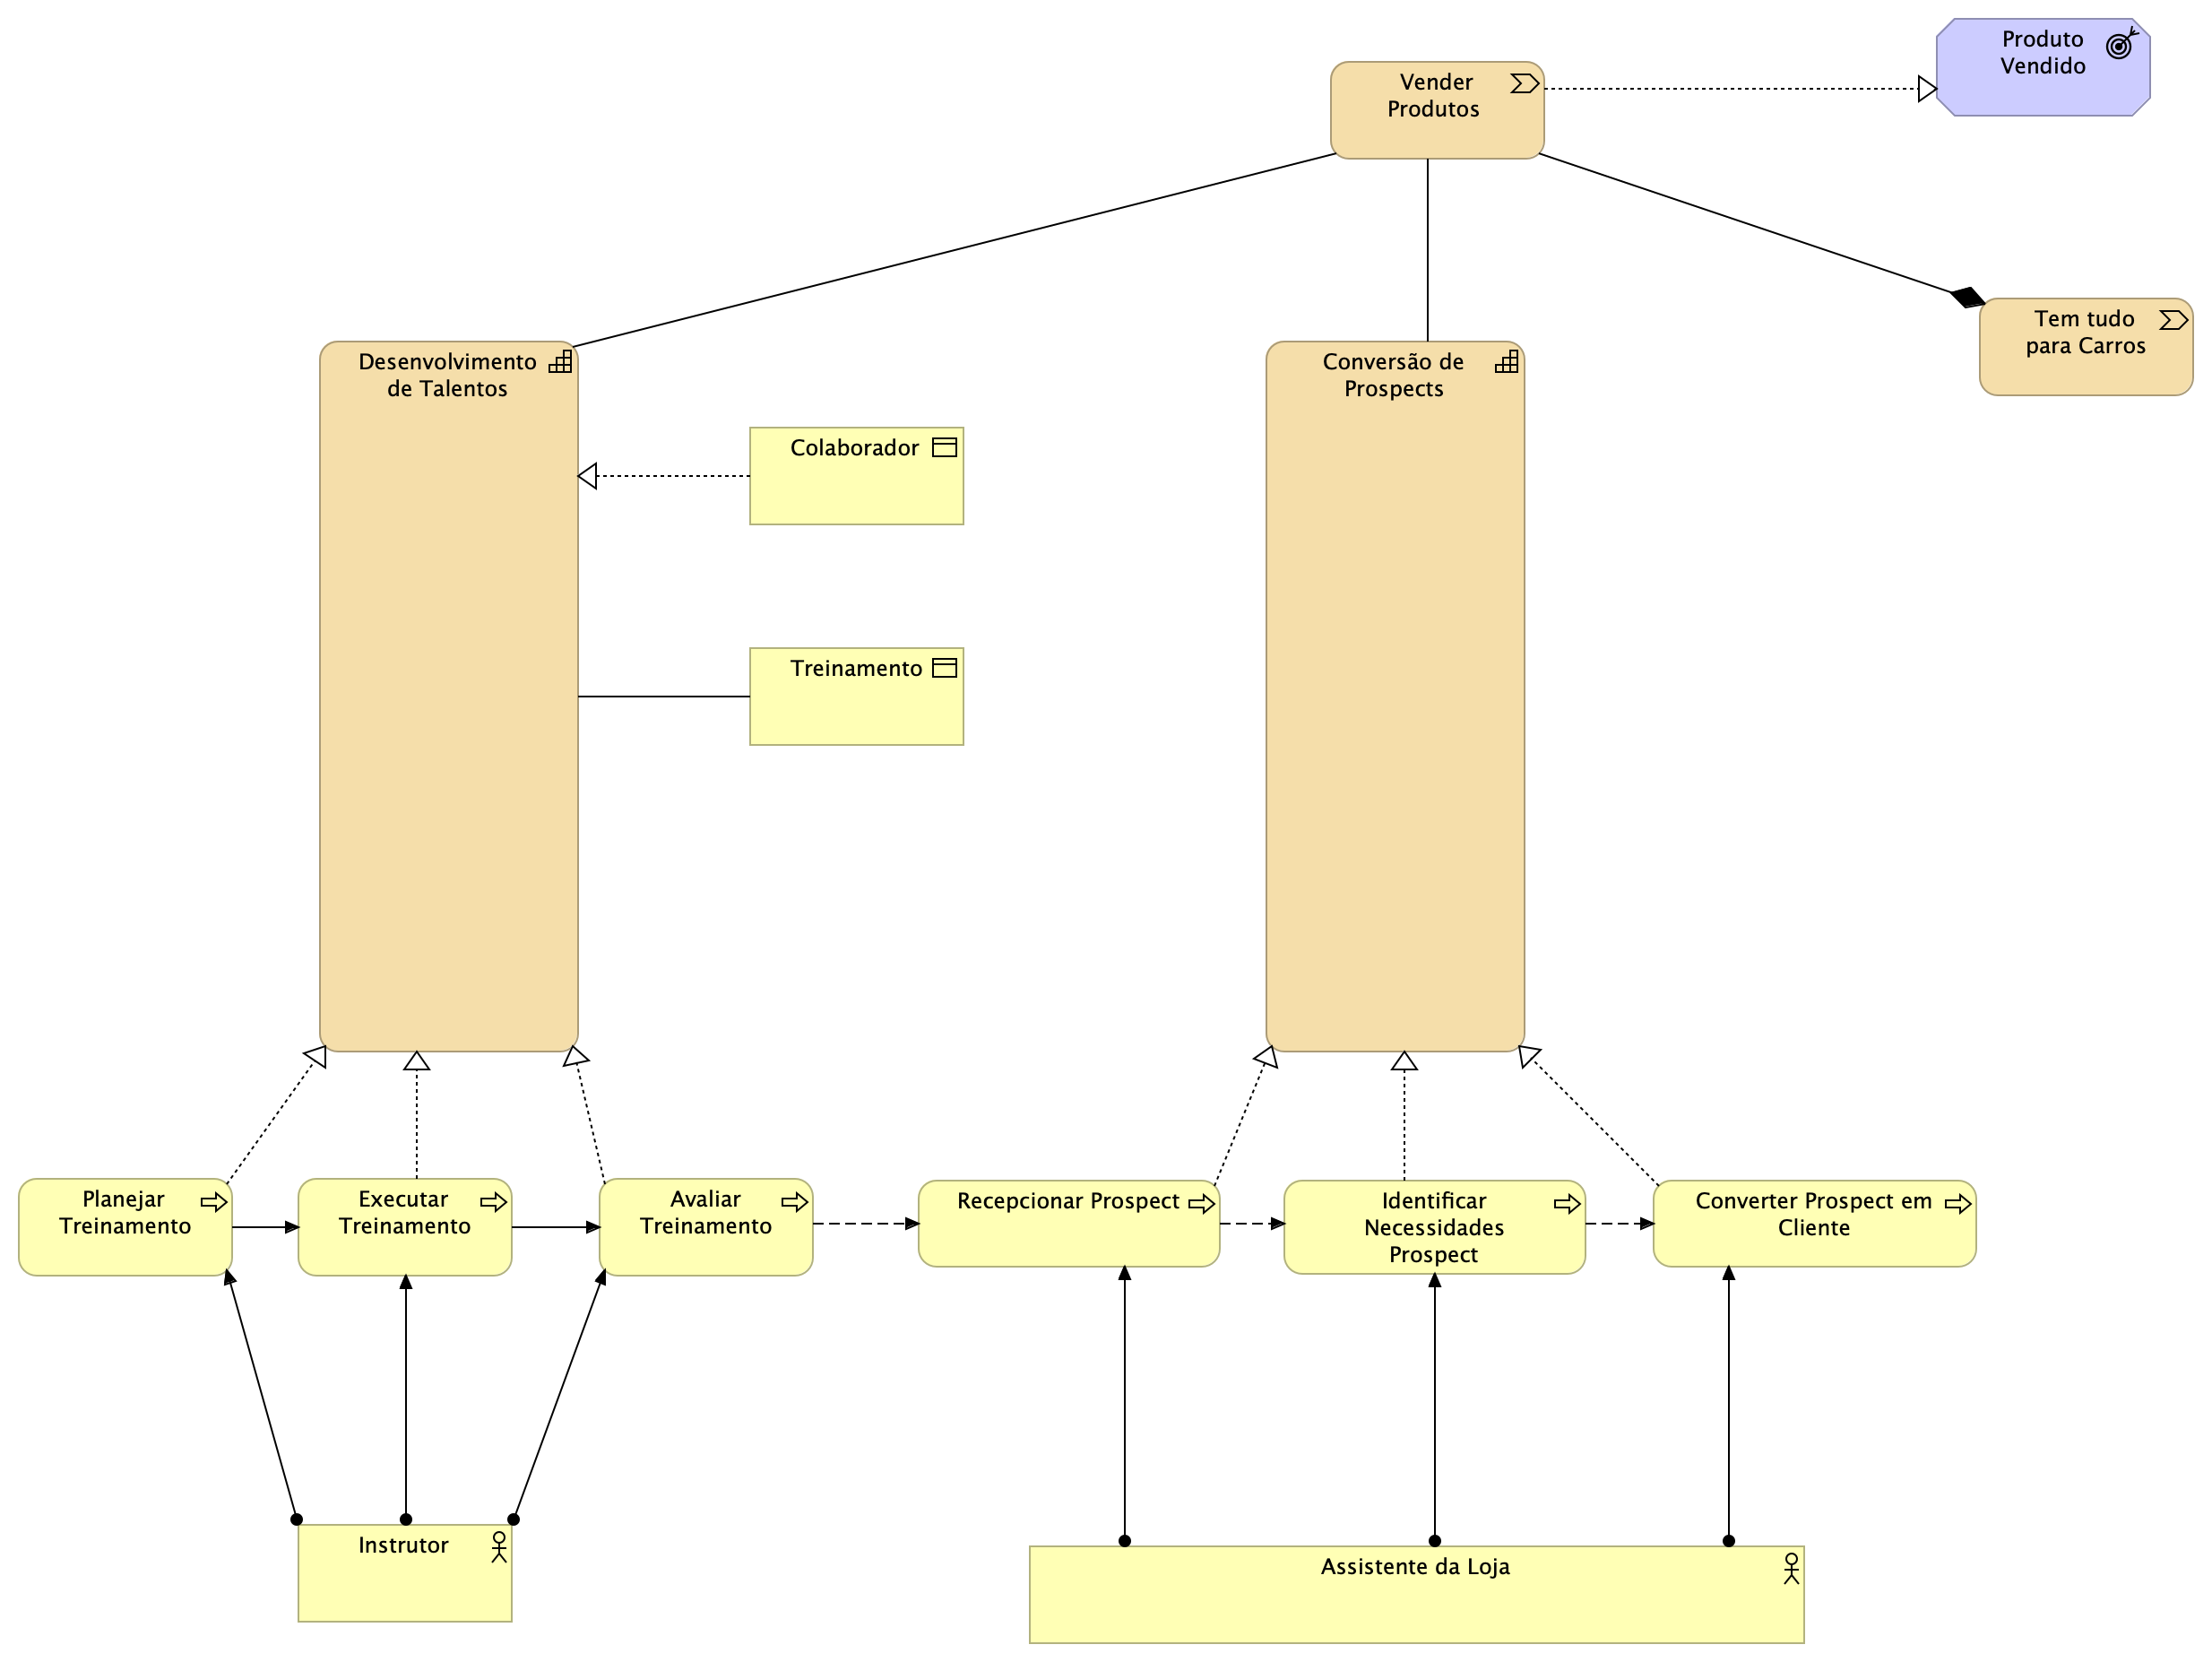 Produto
Vendido
Vender
Produtos
Tem tudo
para Carros
Desenvolvimento
de Talentos
Conversão de
Prospects
Colaborador
Treinamento
Planejar
Treinamento
Executar
Treinamento
Avaliar
Treinamento
Recepcionar Prospect
Identificar
Necessidades
Prospect
Converter Prospect em
Cliente
Instrutor
Assistente da Loja